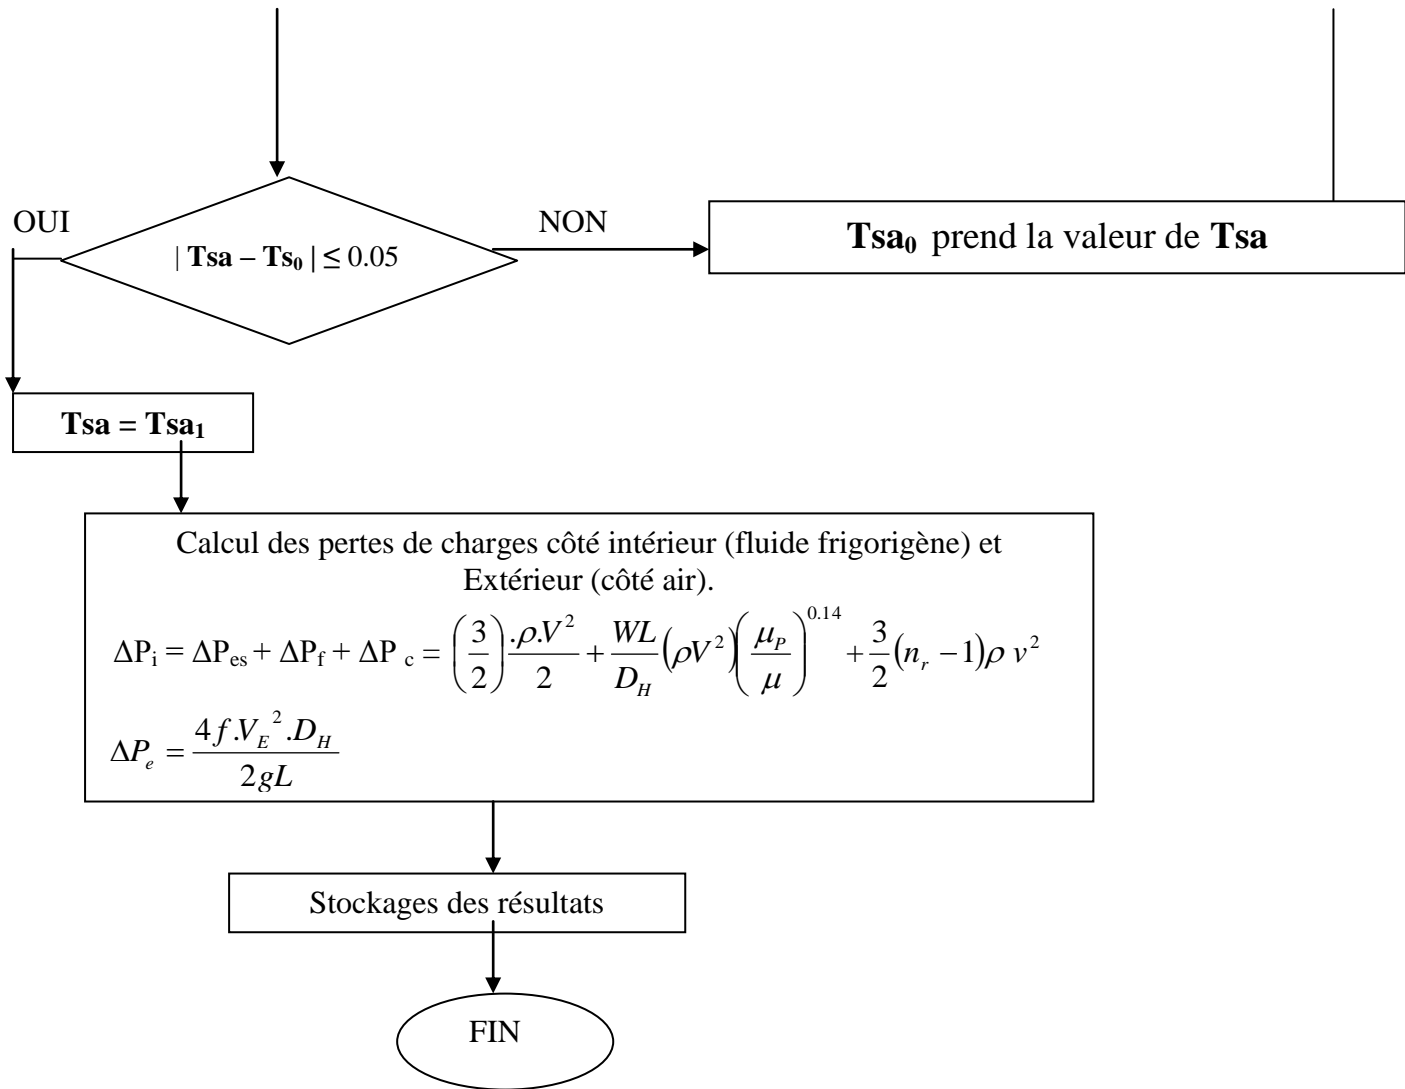 OUI
NON
| Tsa – Ts₀ | ≤ 0.05
Tsa₀ prend la valeur de Tsa
Tsa = Tsa₁
Calcul des pertes de charges côté intérieur (fluide frigorigène) et
Extérieur (côté air).
ΔPᵢ = ΔPₑₛ + ΔP_f + ΔP c = (3/2) .ρ.V²/2 + WL/D_H (ρV²) (μ_P/μ)^0.14 + 3/2 (n_r − 1)ρ v²
ΔPₑ = 4f.V_E².D_H / 2gL
Stockages des résultats
FIN